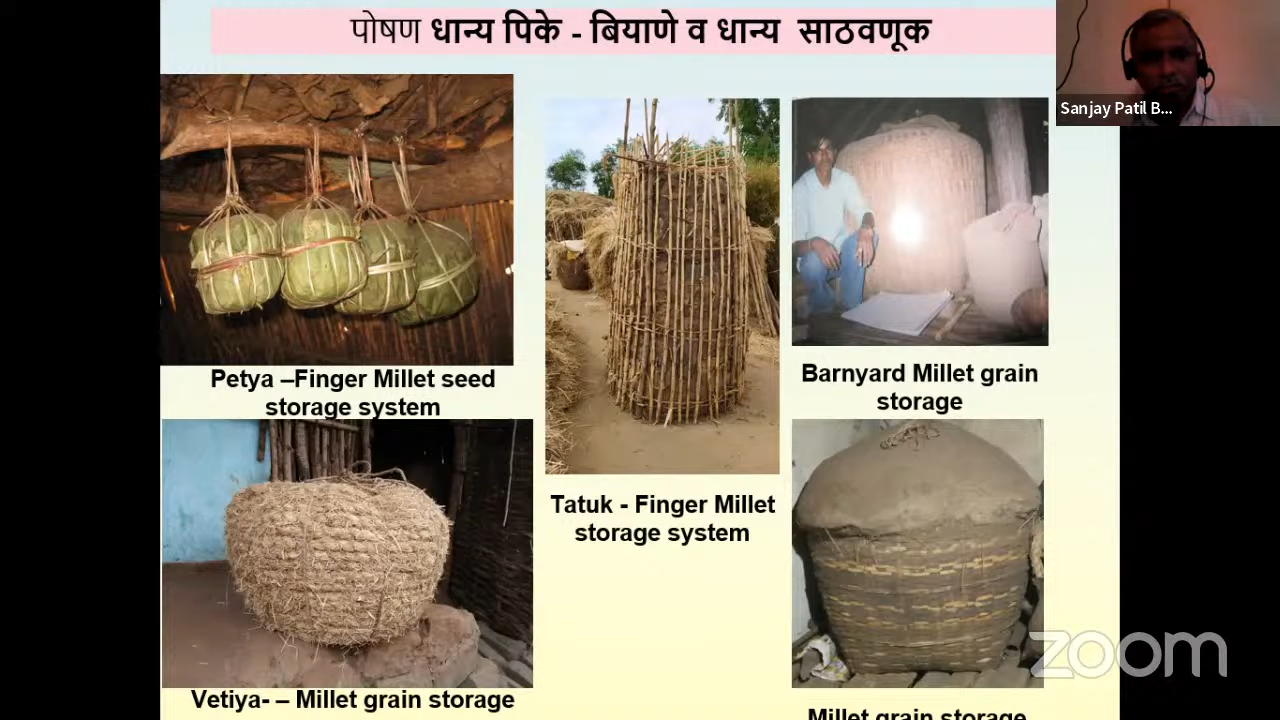 पोषण धान्य पिके - बियाणे व धान्य साठवणूक
Sanjay Patil B...
Petya –Finger Millet seed
storage system
Tatuk - Finger Millet
storage system
Barnyard Millet grain
storage
Vetiya- – Millet grain storage
Millet grain storage
zoom